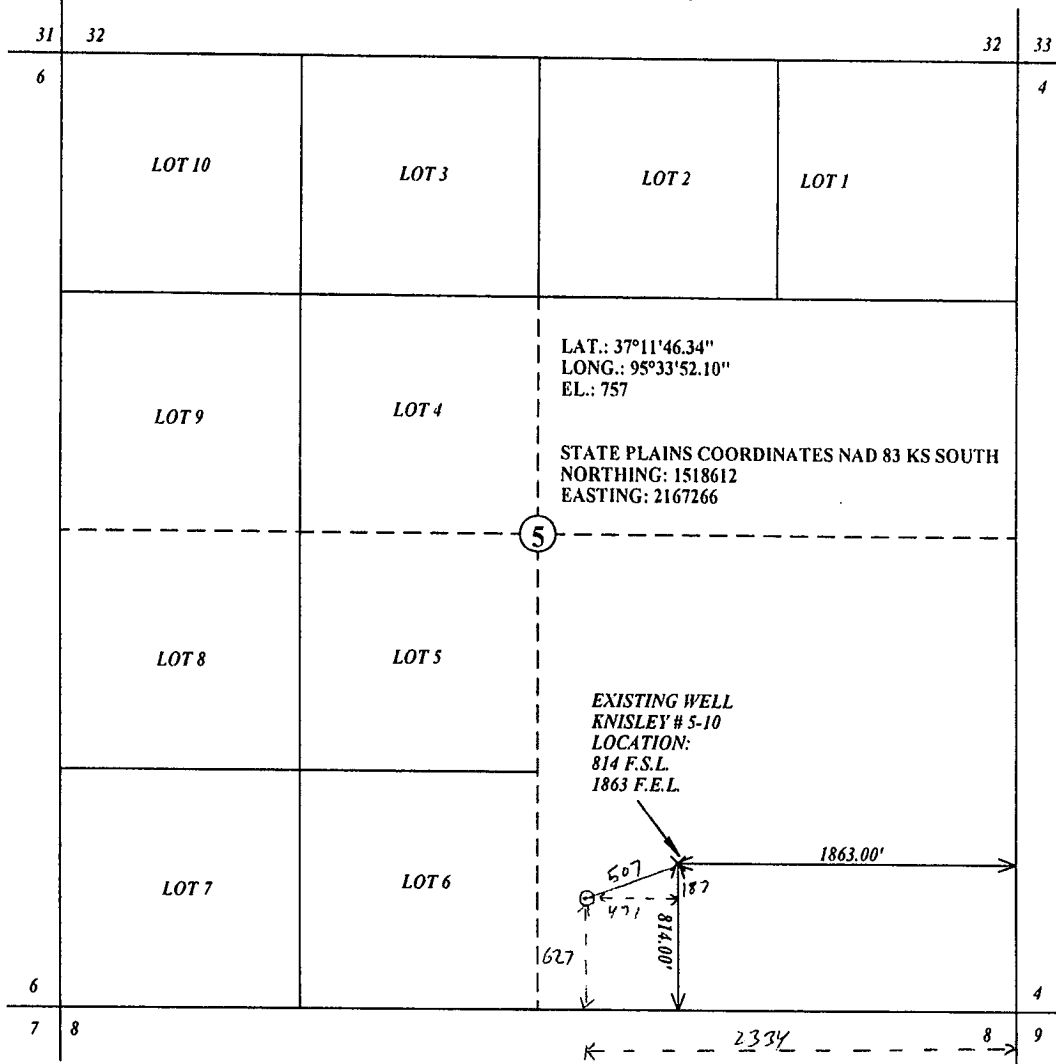 31 32 32 33
6 4
LOT 10 LOT 3 LOT 2 LOT 1
LAT.: 37°11'46.34"
LONG.: 95°33'52.10"
EL.: 757
LOT 9 LOT 4
STATE PLAINS COORDINATES NAD 83 KS SOUTH
NORTHING: 1518612
EASTING: 2167266
5
LOT 8 LOT 5
EXISTING WELL
KNISLEY # 5-10
LOCATION:
814 F.S.L.
1863 F.E.L.
1863.00'
507
187
LOT 7 LOT 6
471
814.00'
627
6 4
7 8 8 9
2334